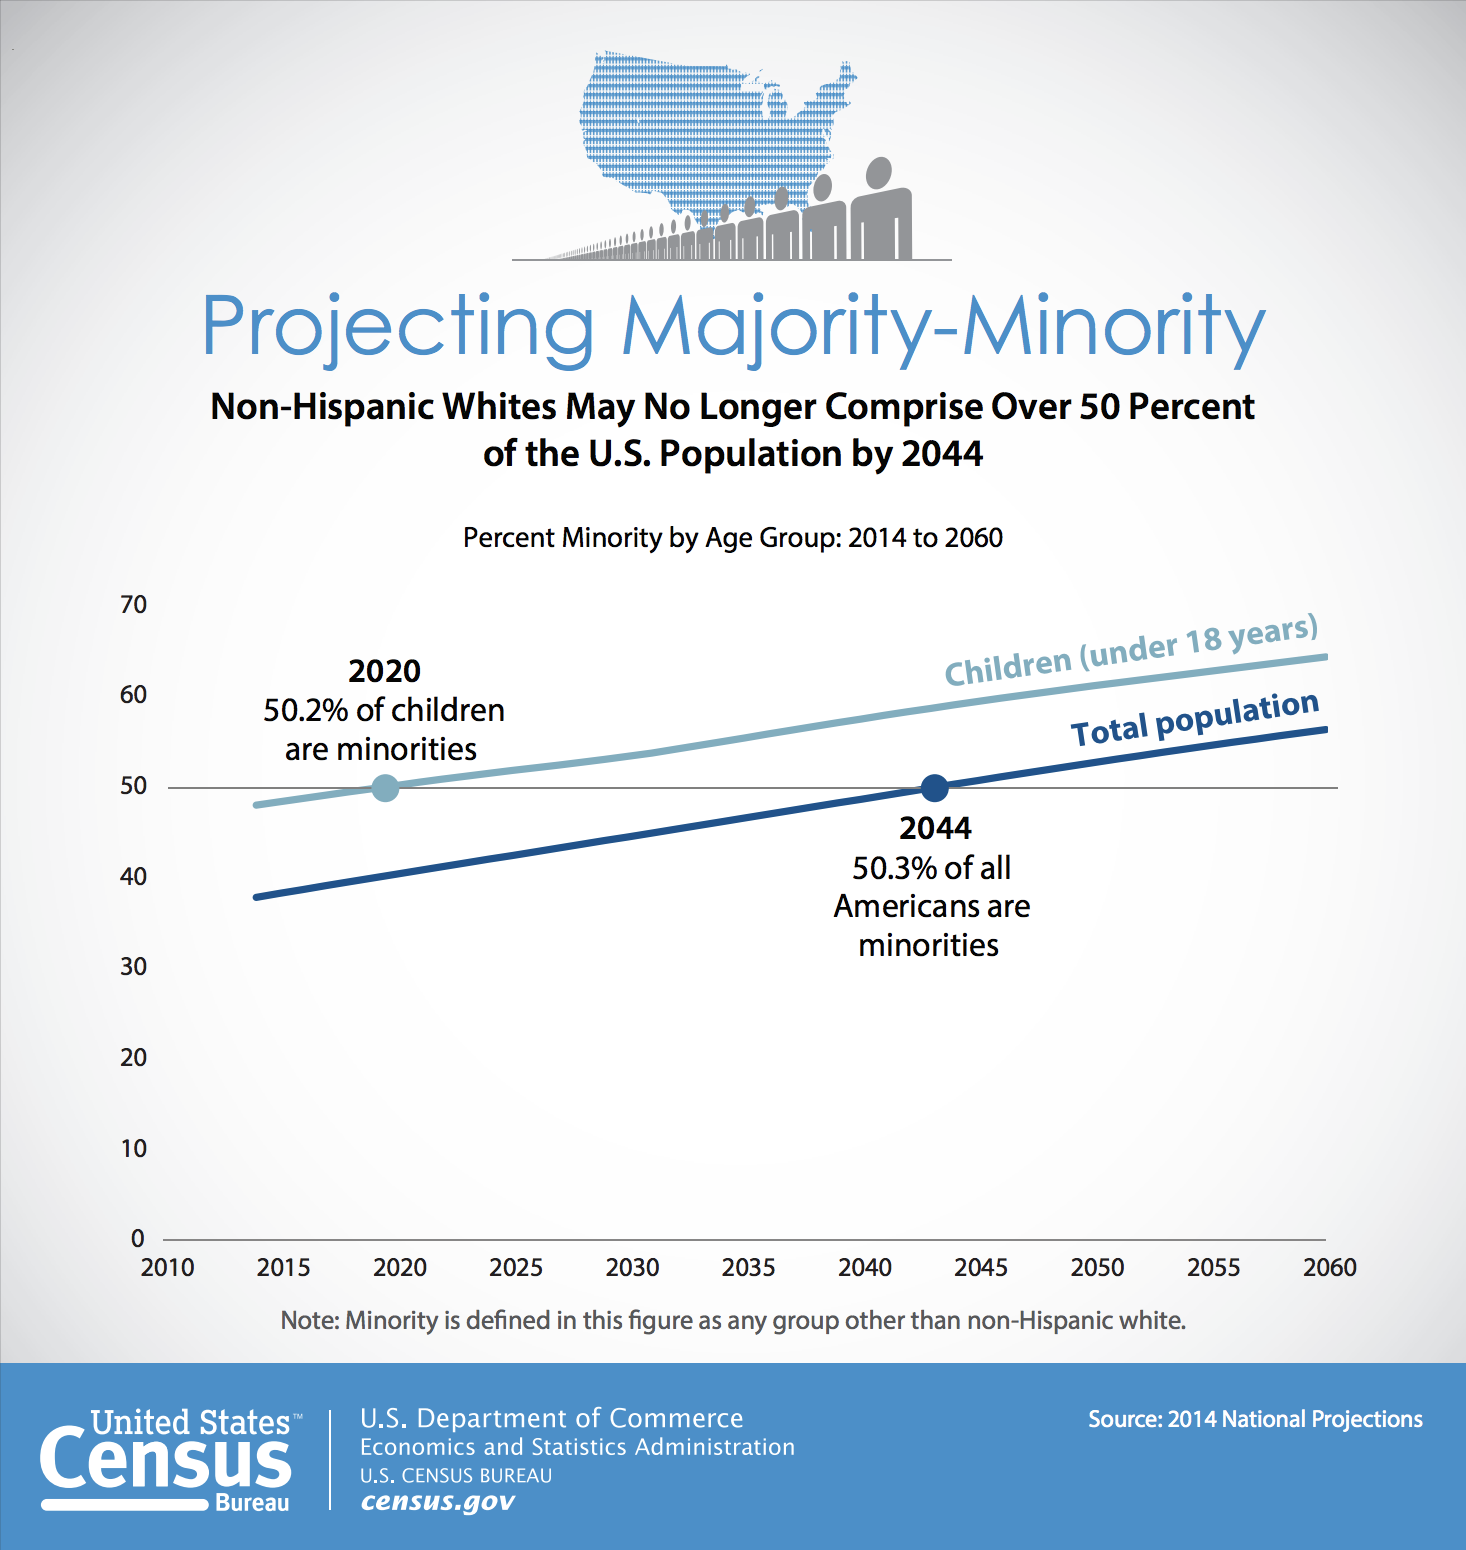 Projecting Majority-Minority
Non-Hispanic Whites May No Longer Comprise Over 50 Percent
of the U.S. Population by 2044
Percent Minority by Age Group: 2014 to 2060
70
60
50
40
30
20
10
0
2020
50.2% of children
are minorities
Children (under 18 years)
Total population
2044
50.3% of all
Americans are
minorities
2010 2015 2020 2025 2030 2035 2040 2045 2050 2055 2060
Note: Minority is defined in this figure as any group other than non-Hispanic white.
United States™
Census
Bureau
U.S. Department of Commerce
Economics and Statistics Administration
U.S. CENSUS BUREAU
census.gov
Source: 2014 National Projections